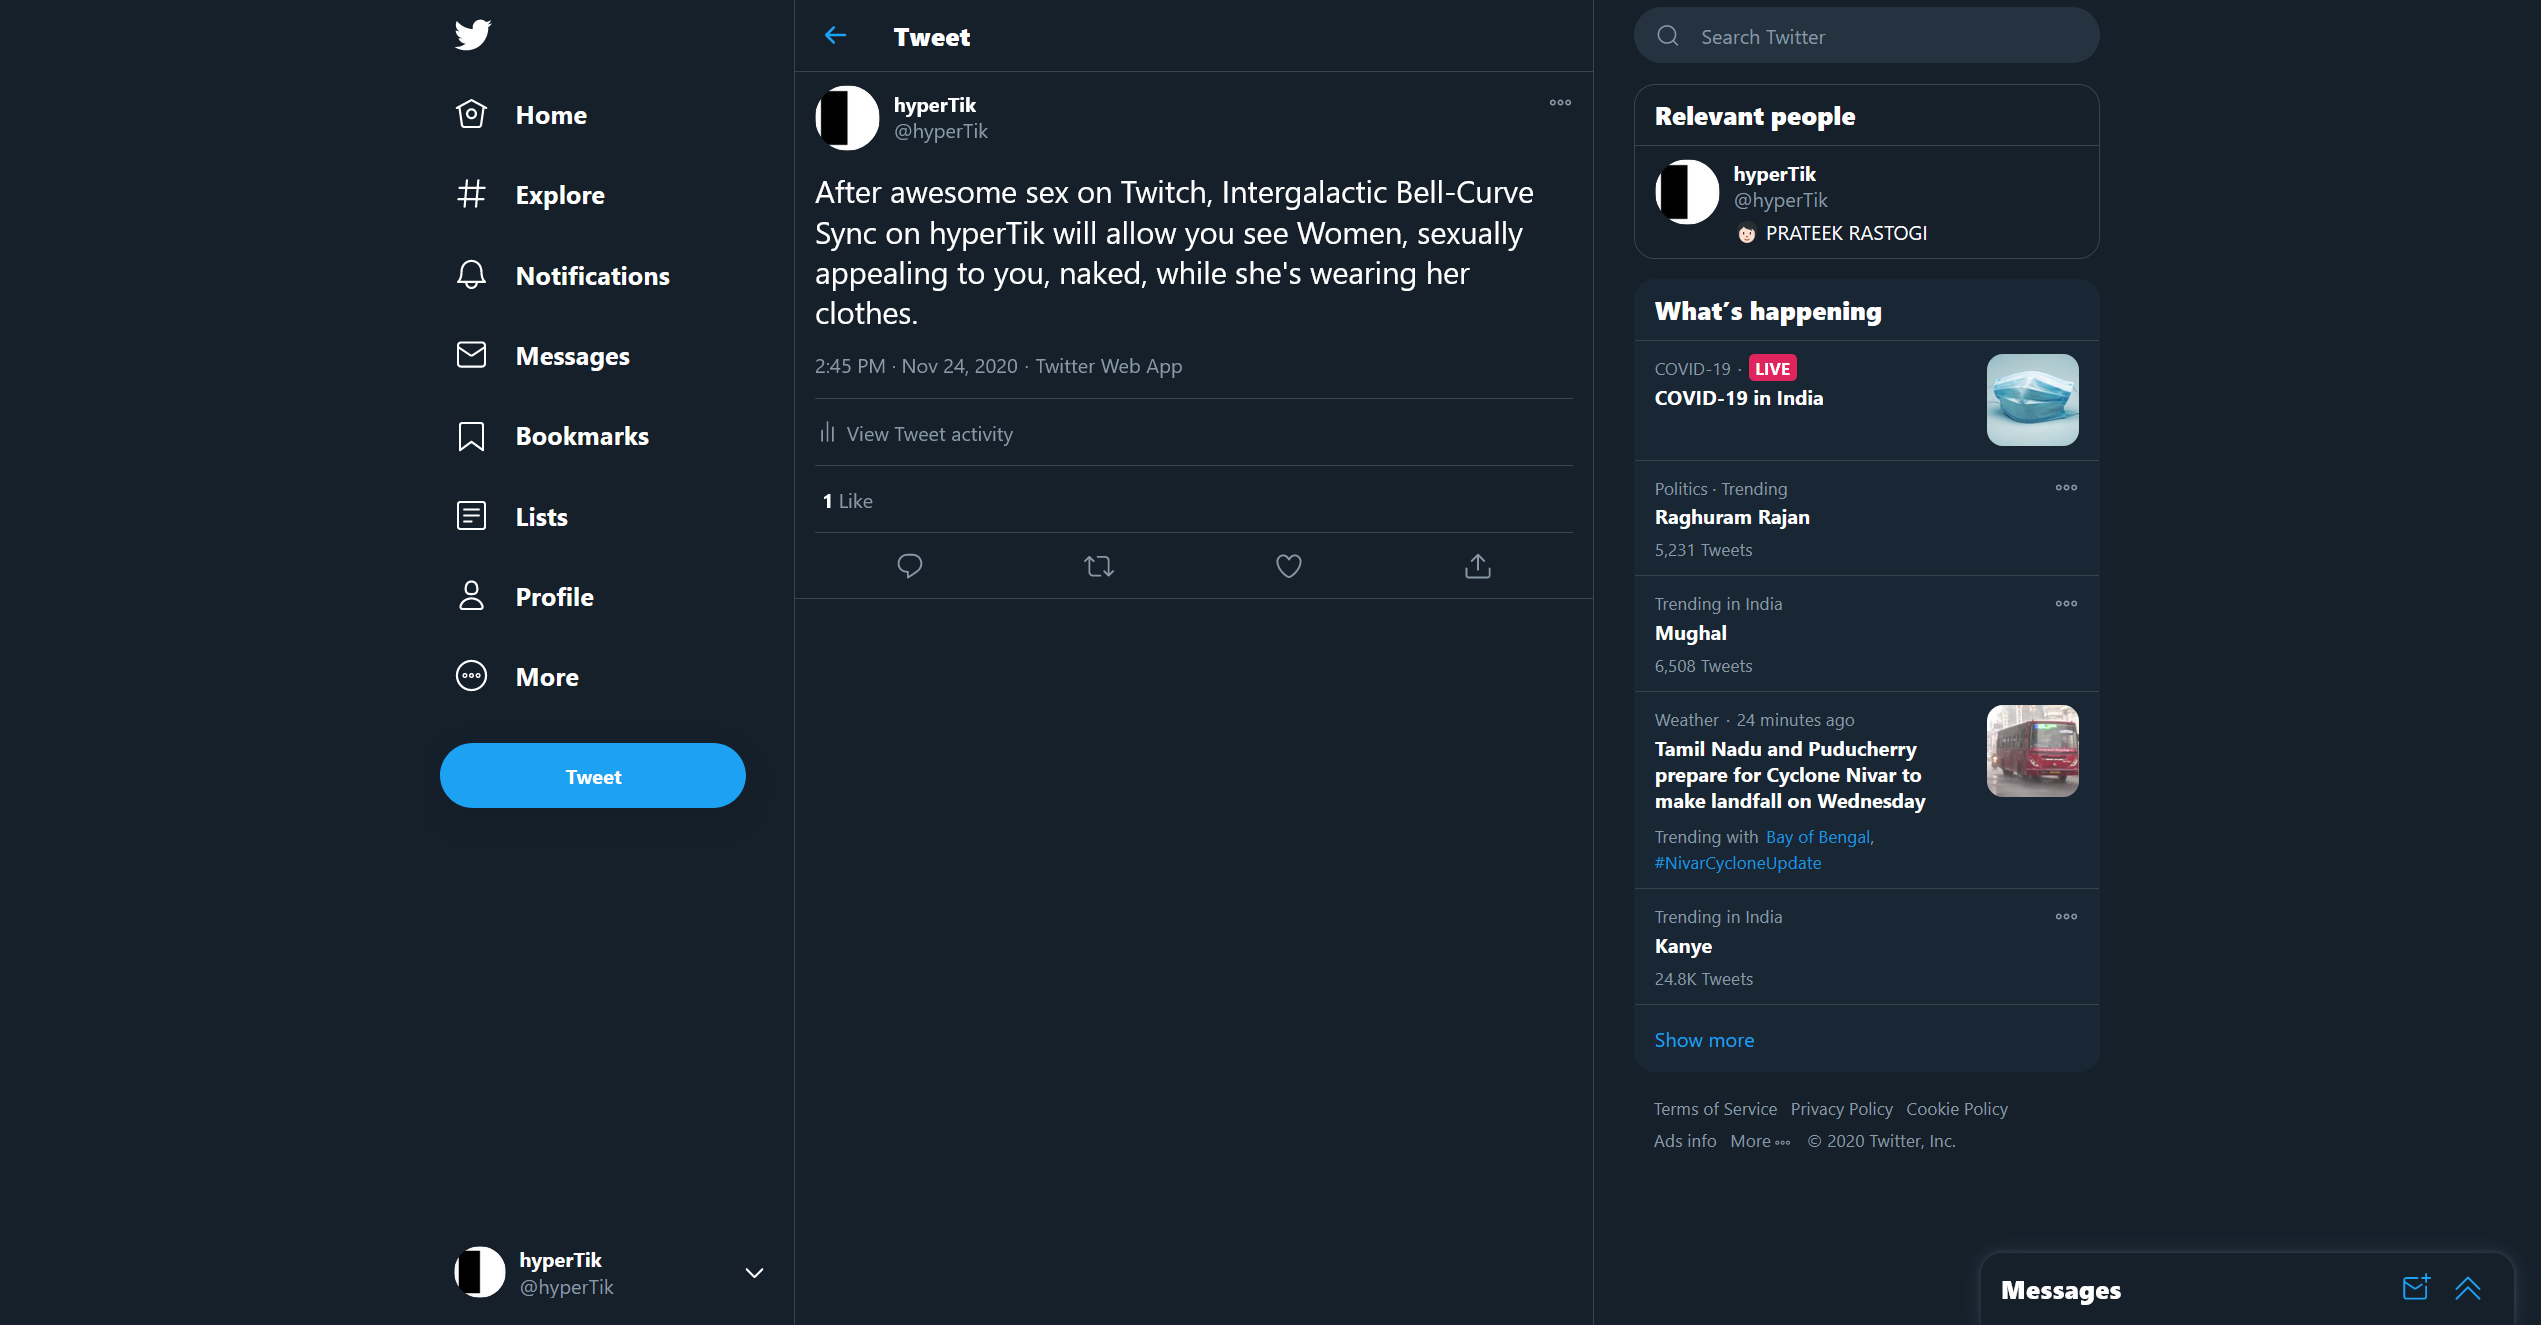 Home
Explore
Notifications
Messages
Bookmarks
Lists
Profile
More
Tweet
hyperTik
@hyperTik
Tweet
hyperTik
@hyperTik
After awesome sex on Twitch, Intergalactic Bell-Curve
Sync on hyperTik will allow you see Women, sexually
appealing to you, naked, while she's wearing her
clothes.
2:45 PM · Nov 24, 2020 · Twitter Web App
View Tweet activity
1 Like
Search Twitter
Relevant people
hyperTik
@hyperTik
PRATEEK RASTOGI
What's happening
COVID-19 · LIVE
COVID-19 in India
Politics · Trending
Raghuram Rajan
5,231 Tweets
Trending in India
Mughal
6,508 Tweets
Weather · 24 minutes ago
Tamil Nadu and Puducherry
prepare for Cyclone Nivar to
make landfall on Wednesday
Trending with Bay of Bengal,
#NivarCycloneUpdate
Trending in India
Kanye
24.8K Tweets
Show more
Terms of Service Privacy Policy Cookie Policy
Ads info More © 2020 Twitter, Inc.
Messages